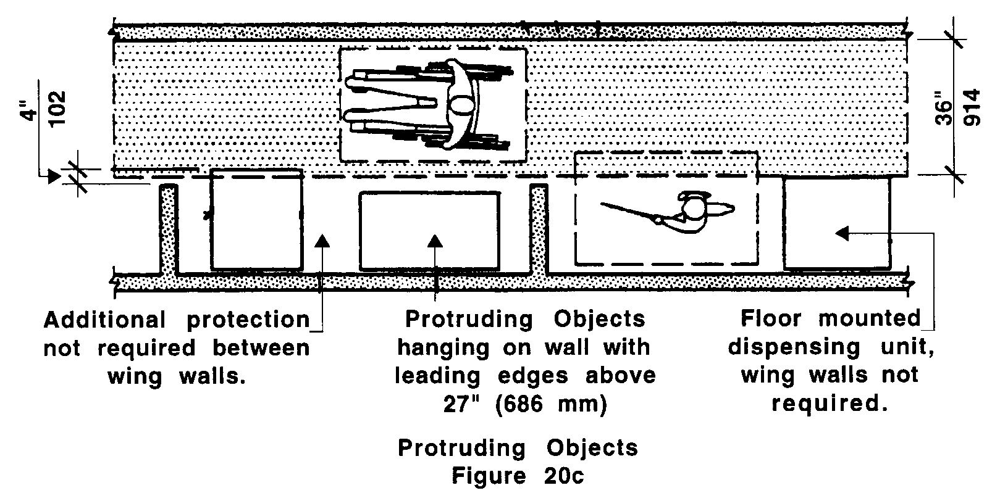 4"
102
36"
914
Additional protection
not required between
wing walls.
Protruding Objects
hanging on wall with
leading edges above
27" (686 mm)
Floor mounted
dispensing unit,
wing walls not
required.
Protruding Objects
Figure 20c